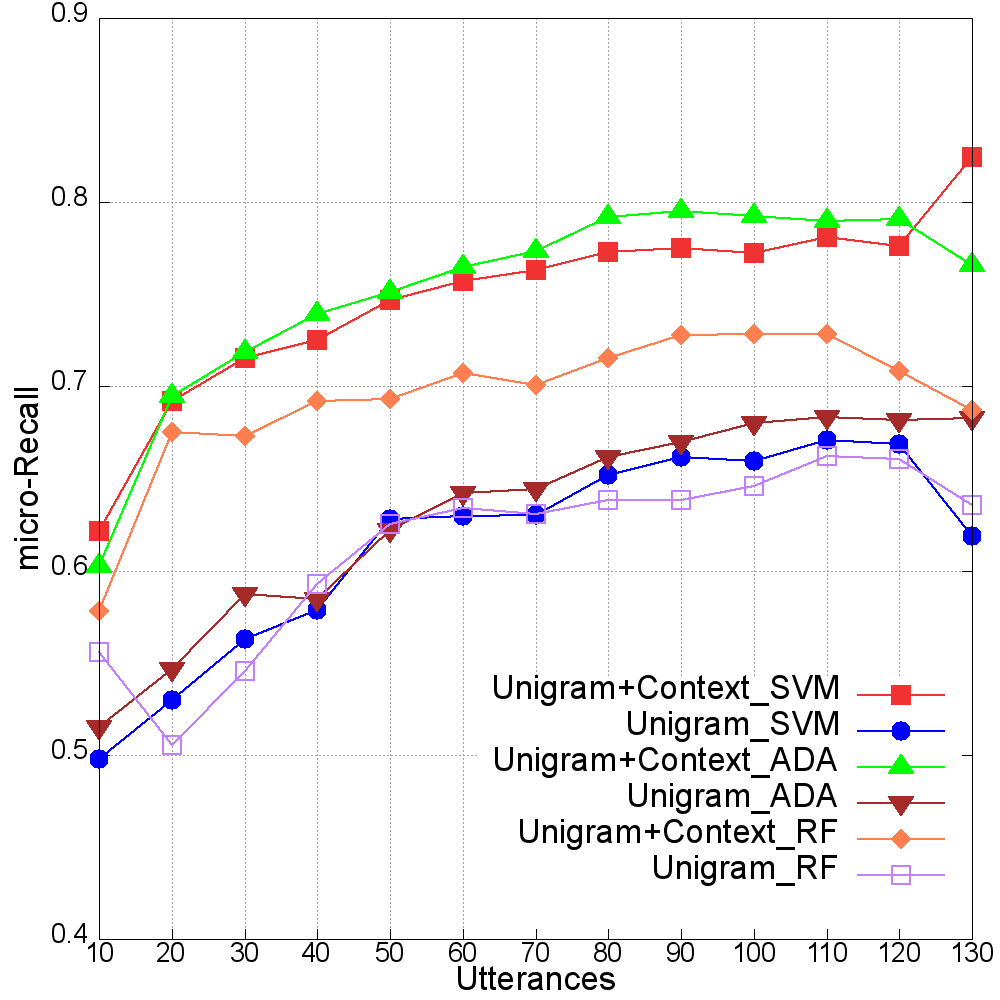 0.9
0.8
0.7
0.6
0.5
0.4
micro-Recall
Unigram+Context_SVM
Unigram_SVM
Unigram+Context_ADA
Unigram_ADA
Unigram+Context_RF
Unigram_RF
10 20 30 40 50 60 70 80 90 100 110 120 130
Utterances